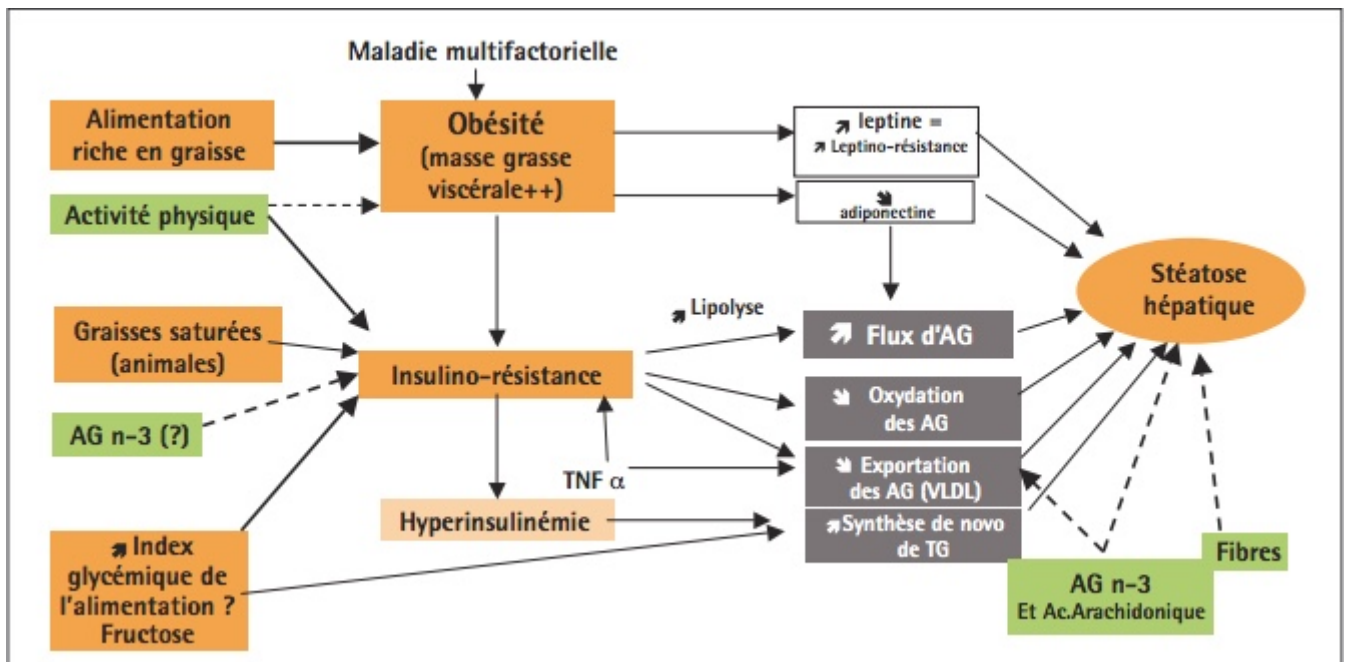 Maladie multifactorielle
Alimentation
riche en graisse
Obésité
(masse grasse
viscérale++)
leptine =
Leptino-résistance
Activité physique
adiponectine
Stéatose
hépatique
Graisses saturées
(animales)
Lipolyse
Flux d'AG
Insulino-résistance
Oxydation
des AG
AG n-3 (?)
TNF α
Exportation
des AG (VLDL)
Hyperinsulinémie
Synthèse de novo
de TG
Index
glycémique de
l'alimentation ?
Fructose
Fibres
AG n-3
Et Ac.Arachidonique